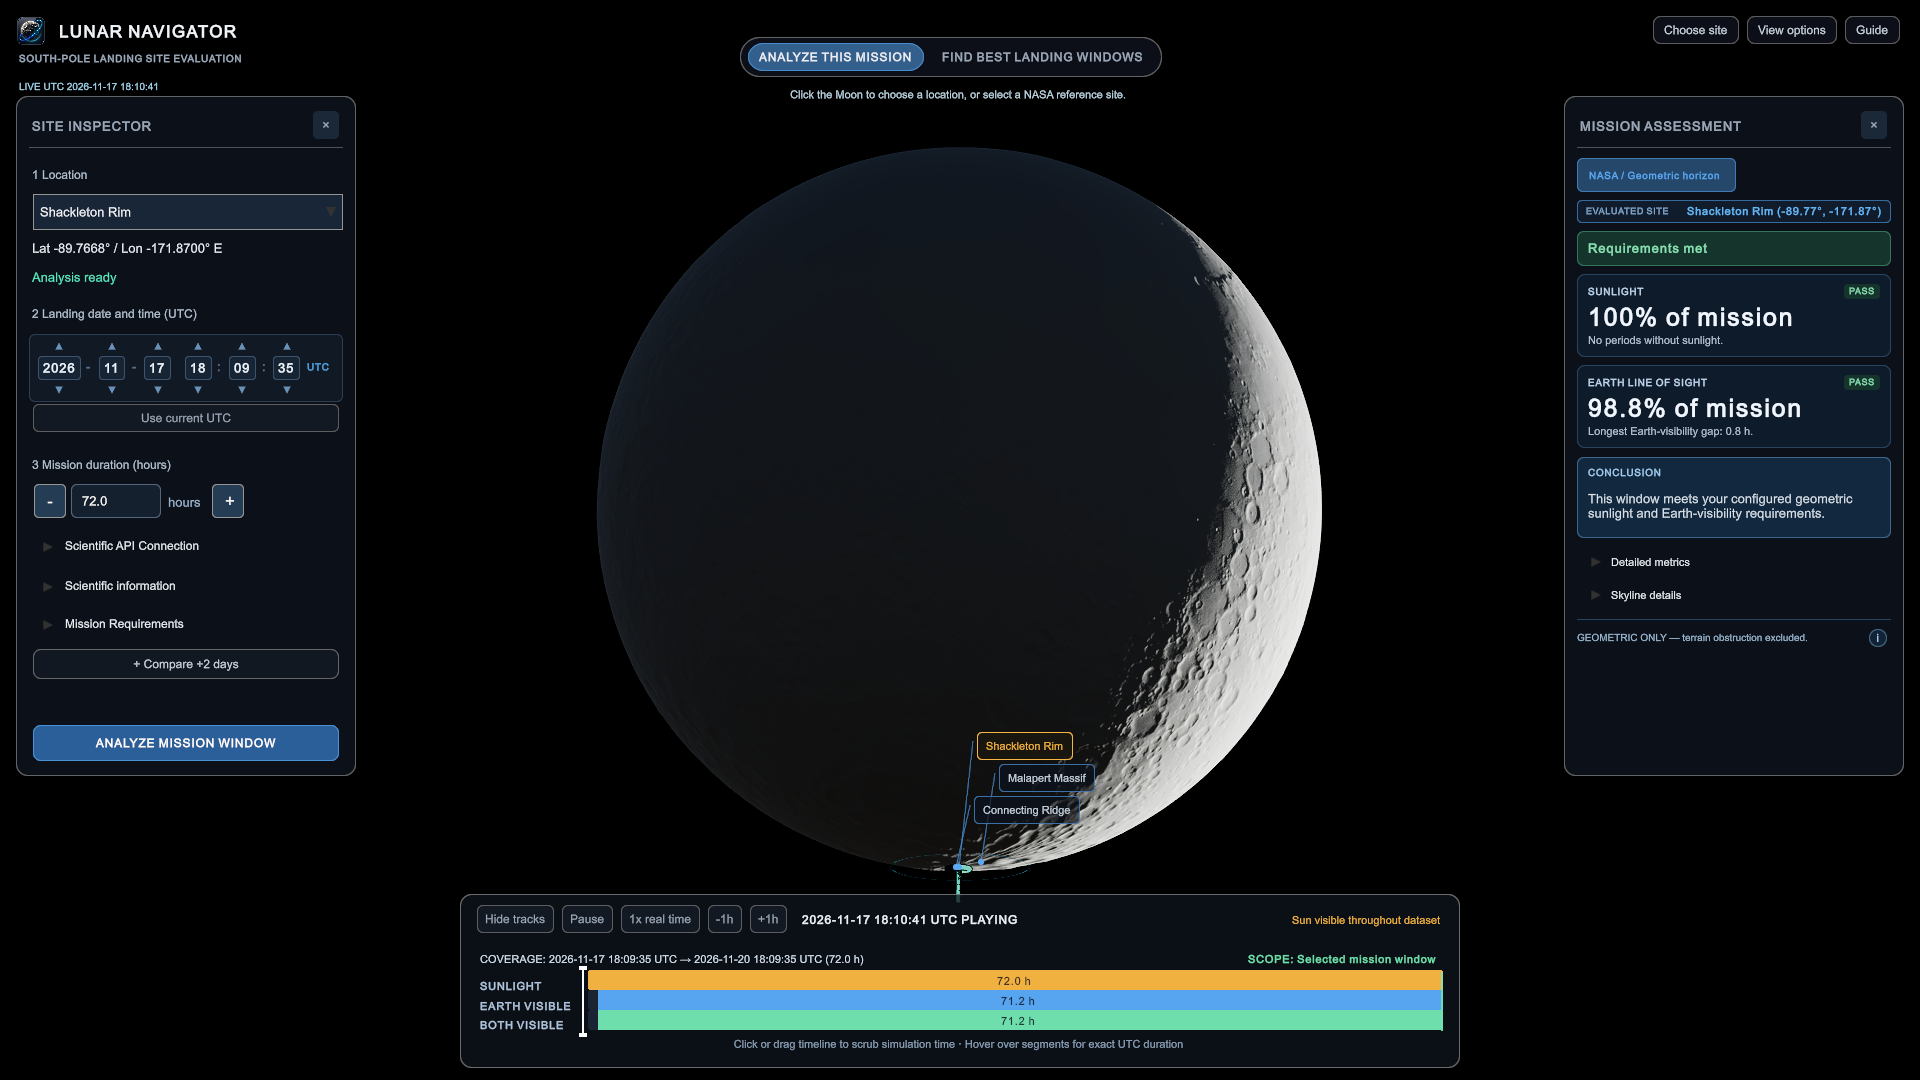 LUNAR NAVIGATOR
SOUTH-POLE LANDING SITE EVALUATION
LIVE UTC 2026-11-17 18:10:41
ANALYZE THIS MISSION
FIND BEST LANDING WINDOWS
Click the Moon to choose a location, or select a NASA reference site.
Choose site
View options
Guide
SITE INSPECTOR
×
1 Location
Shackleton Rim
Lat -89.7668° / Lon -171.8700° E
Analysis ready
2 Landing date and time (UTC)
2026 - 11 - 17 18 : 09 : 35 UTC
Use current UTC
3 Mission duration (hours)
- 72.0 hours +
Scientific API Connection
Scientific information
Mission Requirements
+ Compare +2 days
ANALYZE MISSION WINDOW
Shackleton Rim
Malapert Massif
Connecting Ridge
MISSION ASSESSMENT
×
NASA / Geometric horizon
EVALUATED SITE Shackleton Rim (-89.77°, -171.87°)
Requirements met
SUNLIGHT PASS
100% of mission
No periods without sunlight.
EARTH LINE OF SIGHT PASS
98.8% of mission
Longest Earth-visibility gap: 0.8 h.
CONCLUSION
This window meets your configured geometric
sunlight and Earth-visibility requirements.
Detailed metrics
Skyline details
GEOMETRIC ONLY — terrain obstruction excluded. i
Hide tracks
Pause
1x real time
-1h
+1h
2026-11-17 18:10:41 UTC PLAYING
Sun visible throughout dataset
COVERAGE: 2026-11-17 18:09:35 UTC → 2026-11-20 18:09:35 UTC (72.0 h)
SCOPE: Selected mission window
SUNLIGHT 72.0 h
EARTH VISIBLE 71.2 h
BOTH VISIBLE 71.2 h
Click or drag timeline to scrub simulation time · Hover over segments for exact UTC duration